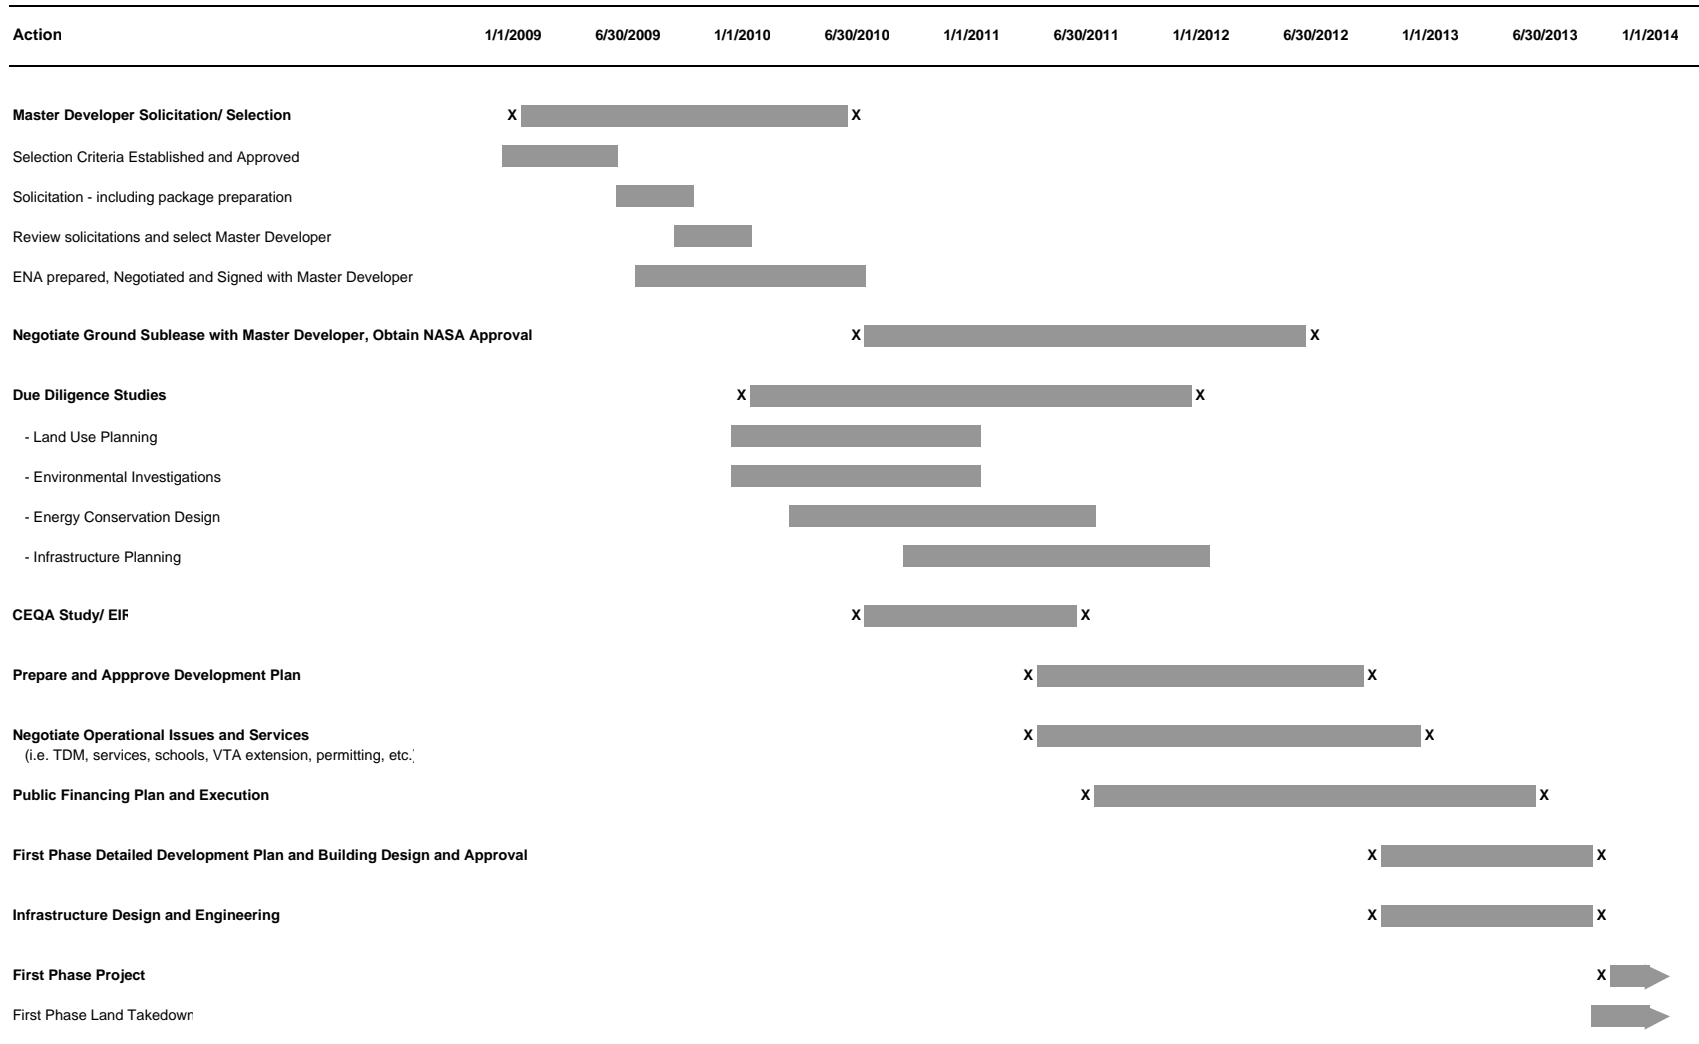 Action 1/1/2009 6/30/2009 1/1/2010 6/30/2010 1/1/2011 6/30/2011 1/1/2012 6/30/2012 1/1/2013 6/30/2013 1/1/2014
Master Developer Solicitation/ Selection X X
Selection Criteria Established and Approved
Solicitation - including package preparation
Review solicitations and select Master Developer
ENA prepared, Negotiated and Signed with Master Developer
Negotiate Ground Sublease with Master Developer, Obtain NASA Approval X X
Due Diligence Studies X X
- Land Use Planning
- Environmental Investigations
- Energy Conservation Design
- Infrastructure Planning
CEQA Study/ EIR X X
Prepare and Appprove Development Plan X X
Negotiate Operational Issues and Services X X
(i.e. TDM, services, schools, VTA extension, permitting, etc.)
Public Financing Plan and Execution X X
First Phase Detailed Development Plan and Building Design and Approval X X
Infrastructure Design and Engineering X X
First Phase Project X
First Phase Land Takedown